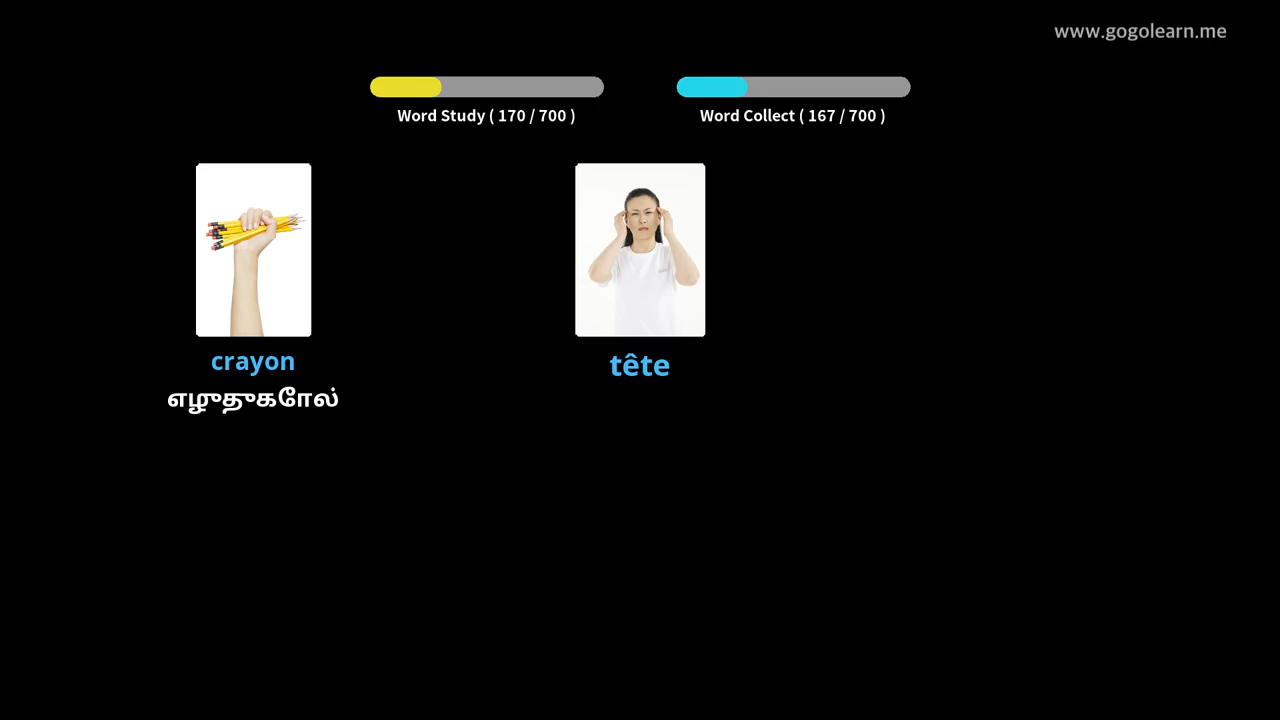 www.gogolearn.me
Word Study ( 170 / 700 )
Word Collect ( 167 / 700 )
crayon
tête
எழுதுகோல்